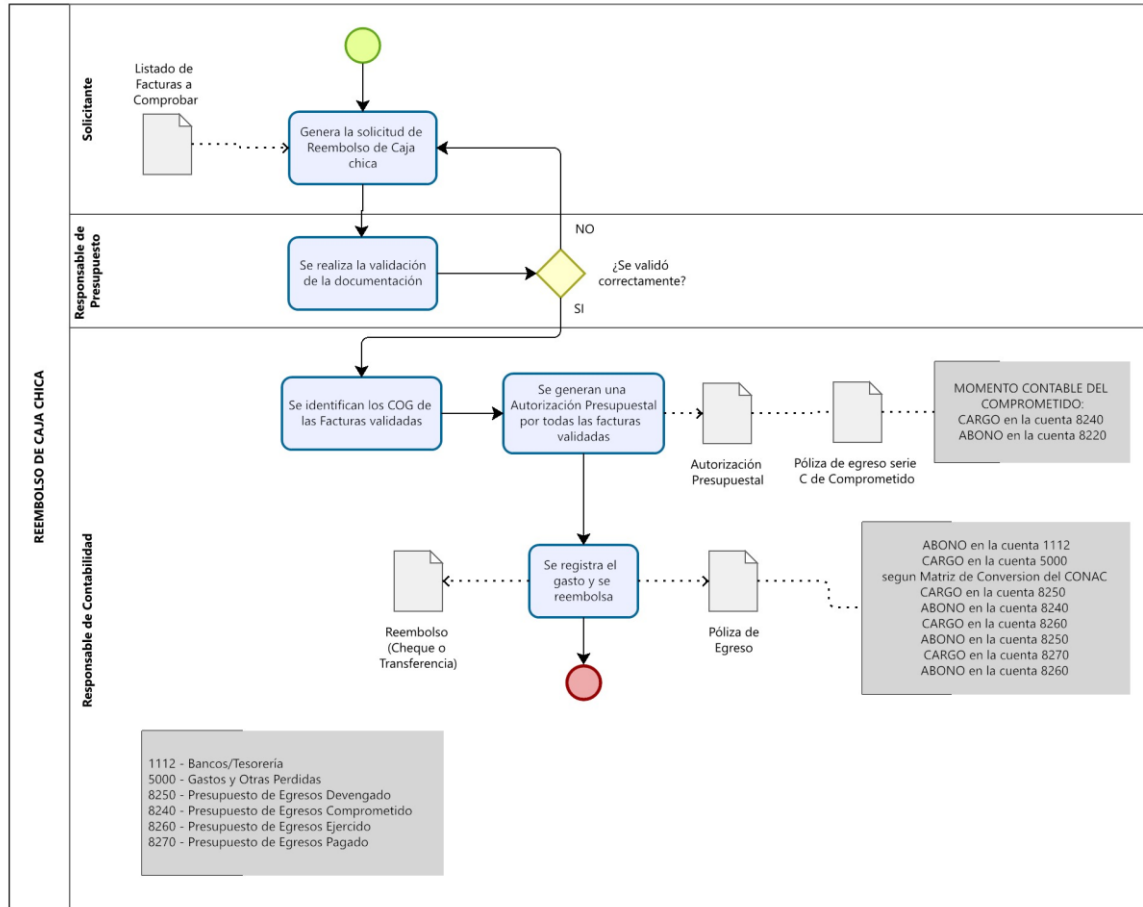 REEMBOLSO DE CAJA CHICA
Solicitante
Listado de
Facturas a
Comprobar
Genera la solicitud de
Reembolso de Caja
chica
Responsable de
Presupuesto
Se realiza la validación
de la documentación
NO
¿Se validó
correctamente?
SI
Responsable de Contabilidad
Se identifican los COG de
las Facturas validadas
Se generan una
Autorización Presupuestal
por todas las facturas
validadas
Autorización
Presupuestal
Póliza de egreso serie
C de Comprometido
MOMENTO CONTABLE DEL
COMPROMETIDO:
CARGO en la cuenta 8240
ABONO en la cuenta 8220
Reembolso
(Cheque o
Transferencia)
Se registra el
gasto y se
reembolsa
Póliza de
Egreso
ABONO en la cuenta 1112
CARGO en la cuenta 5000
segun Matriz de Conversion del CONAC
CARGO en la cuenta 8250
ABONO en la cuenta 8240
CARGO en la cuenta 8260
ABONO en la cuenta 8250
CARGO en la cuenta 8270
ABONO en la cuenta 8260
1112 - Bancos/Tesorería
5000 - Gastos y Otras Perdidas
8250 - Presupuesto de Egresos Devengado
8240 - Presupuesto de Egresos Comprometido
8260 - Presupuesto de Egresos Ejercido
8270 - Presupuesto de Egresos Pagado